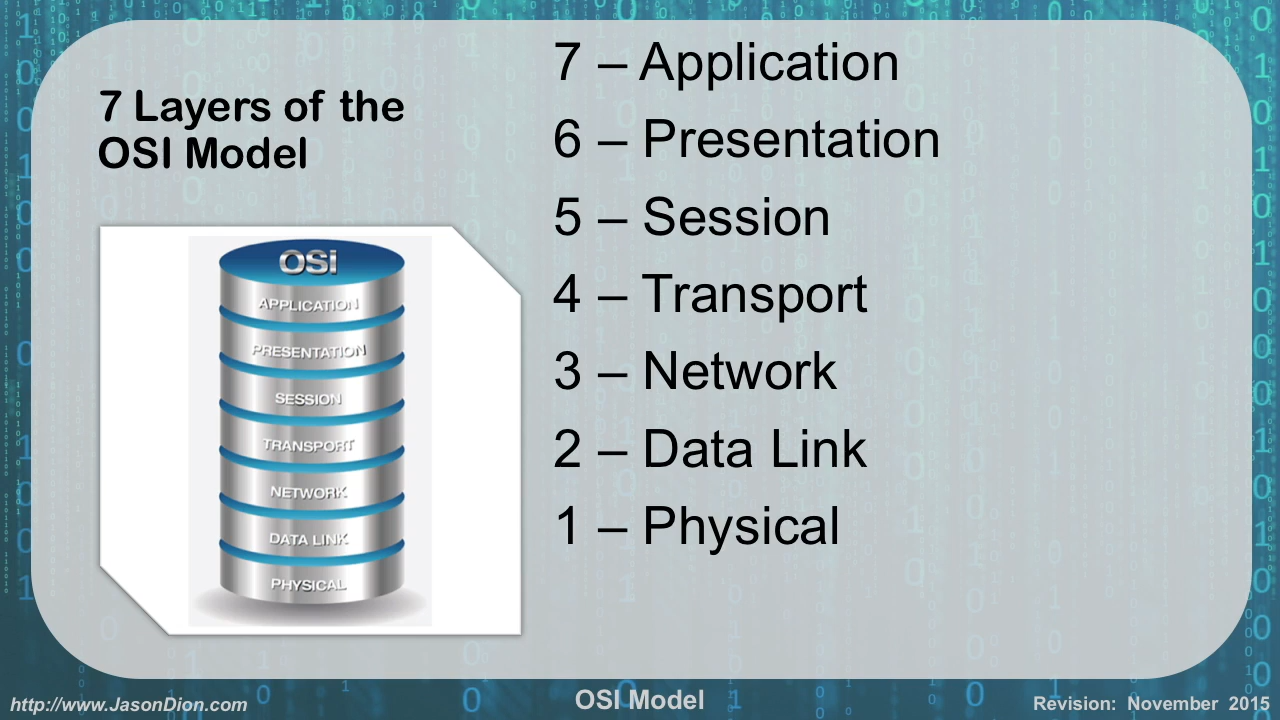 7 Layers of the
OSI Model
OSi
APPLICATION
PRESENTATION
SESSION
TRANSPORT
NETWORK
DATA LINK
PHYSICAL
7 – Application
6 – Presentation
5 – Session
4 – Transport
3 – Network
2 – Data Link
1 – Physical
http://www.JasonDion.com
OSI Model
Revision: November 2015